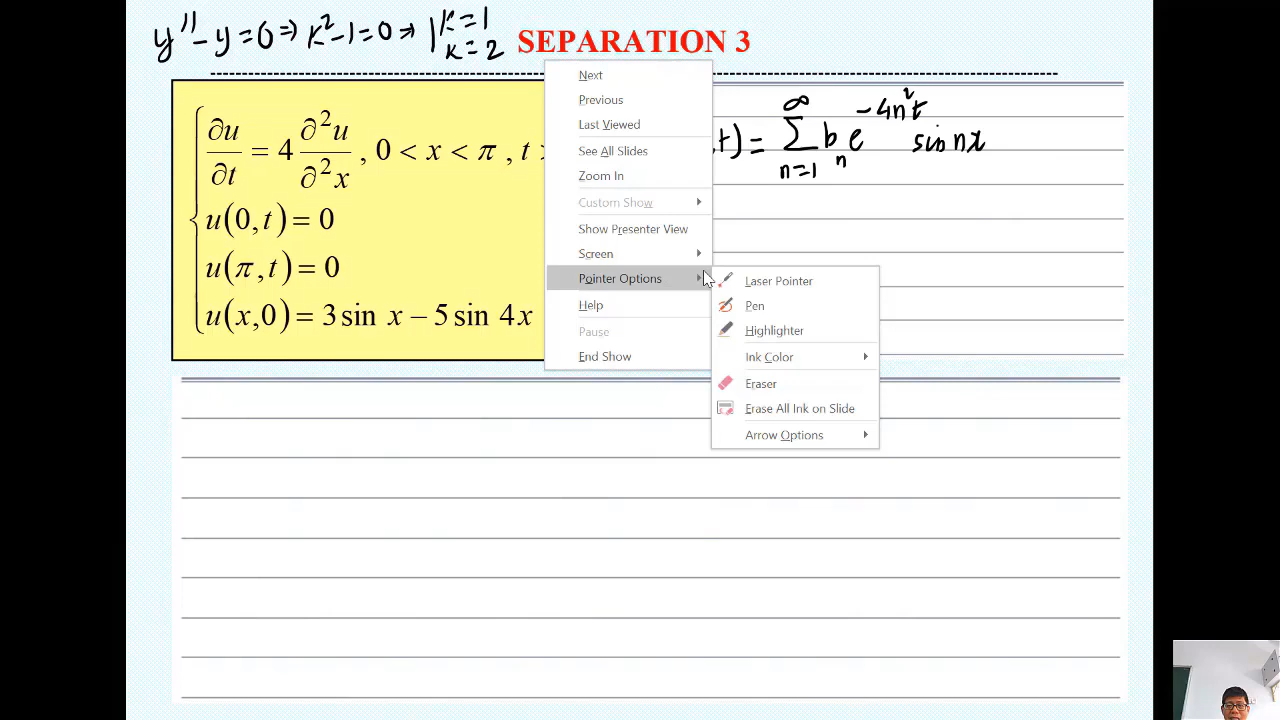 y'' - y = 0 ⇒ k² - 1 = 0 ⇒ | k = 1
k = 2
SEPARATION 3
∂u/∂t = 4 ∂²u/∂²x , 0 < x < π , t >
u(0,t) = 0
u(π,t) = 0
u(x,0) = 3 sin x − 5 sin 4x
,t) = ∑_{n=1}^{∞} b_n e^{-4n²t} sin nx
Next
Previous
Last Viewed
See All Slides
Zoom In
Custom Show
Show Presenter View
Screen
Pointer Options
Help
Pause
End Show
Laser Pointer
Pen
Highlighter
Ink Color
Eraser
Erase All Ink on Slide
Arrow Options